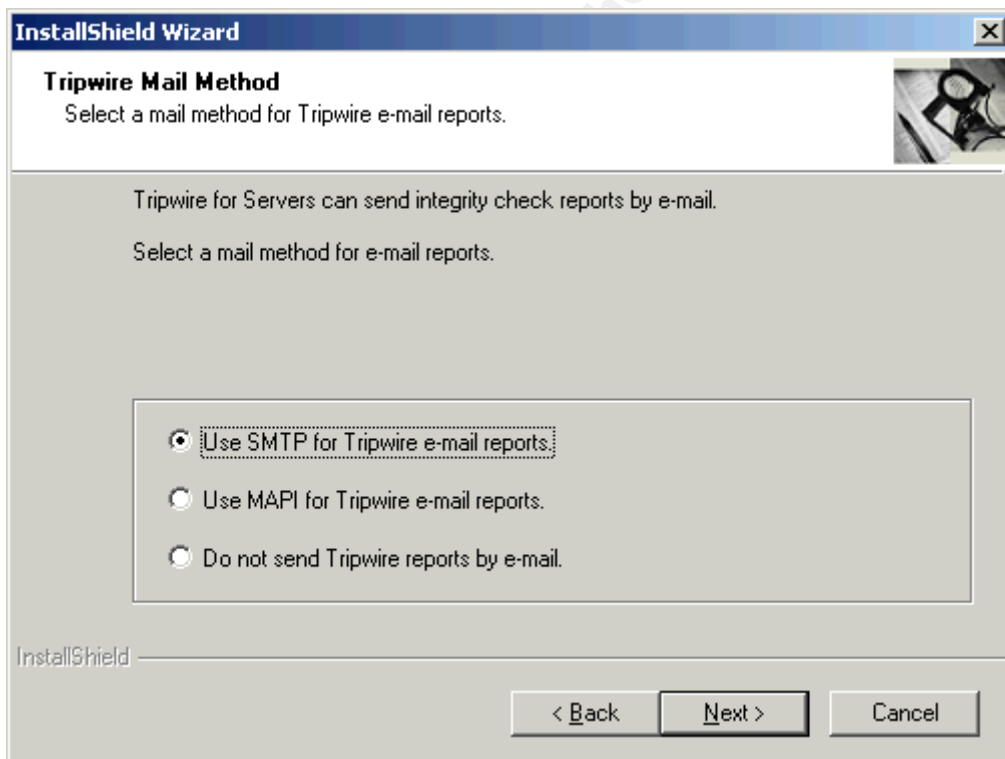 InstallShield Wizard
Tripwire Mail Method
Select a mail method for Tripwire e-mail reports.
Tripwire for Servers can send integrity check reports by e-mail.
Select a mail method for e-mail reports.
Use SMTP for Tripwire e-mail reports.
Use MAPI for Tripwire e-mail reports.
Do not send Tripwire reports by e-mail.
InstallShield
< Back Next > Cancel